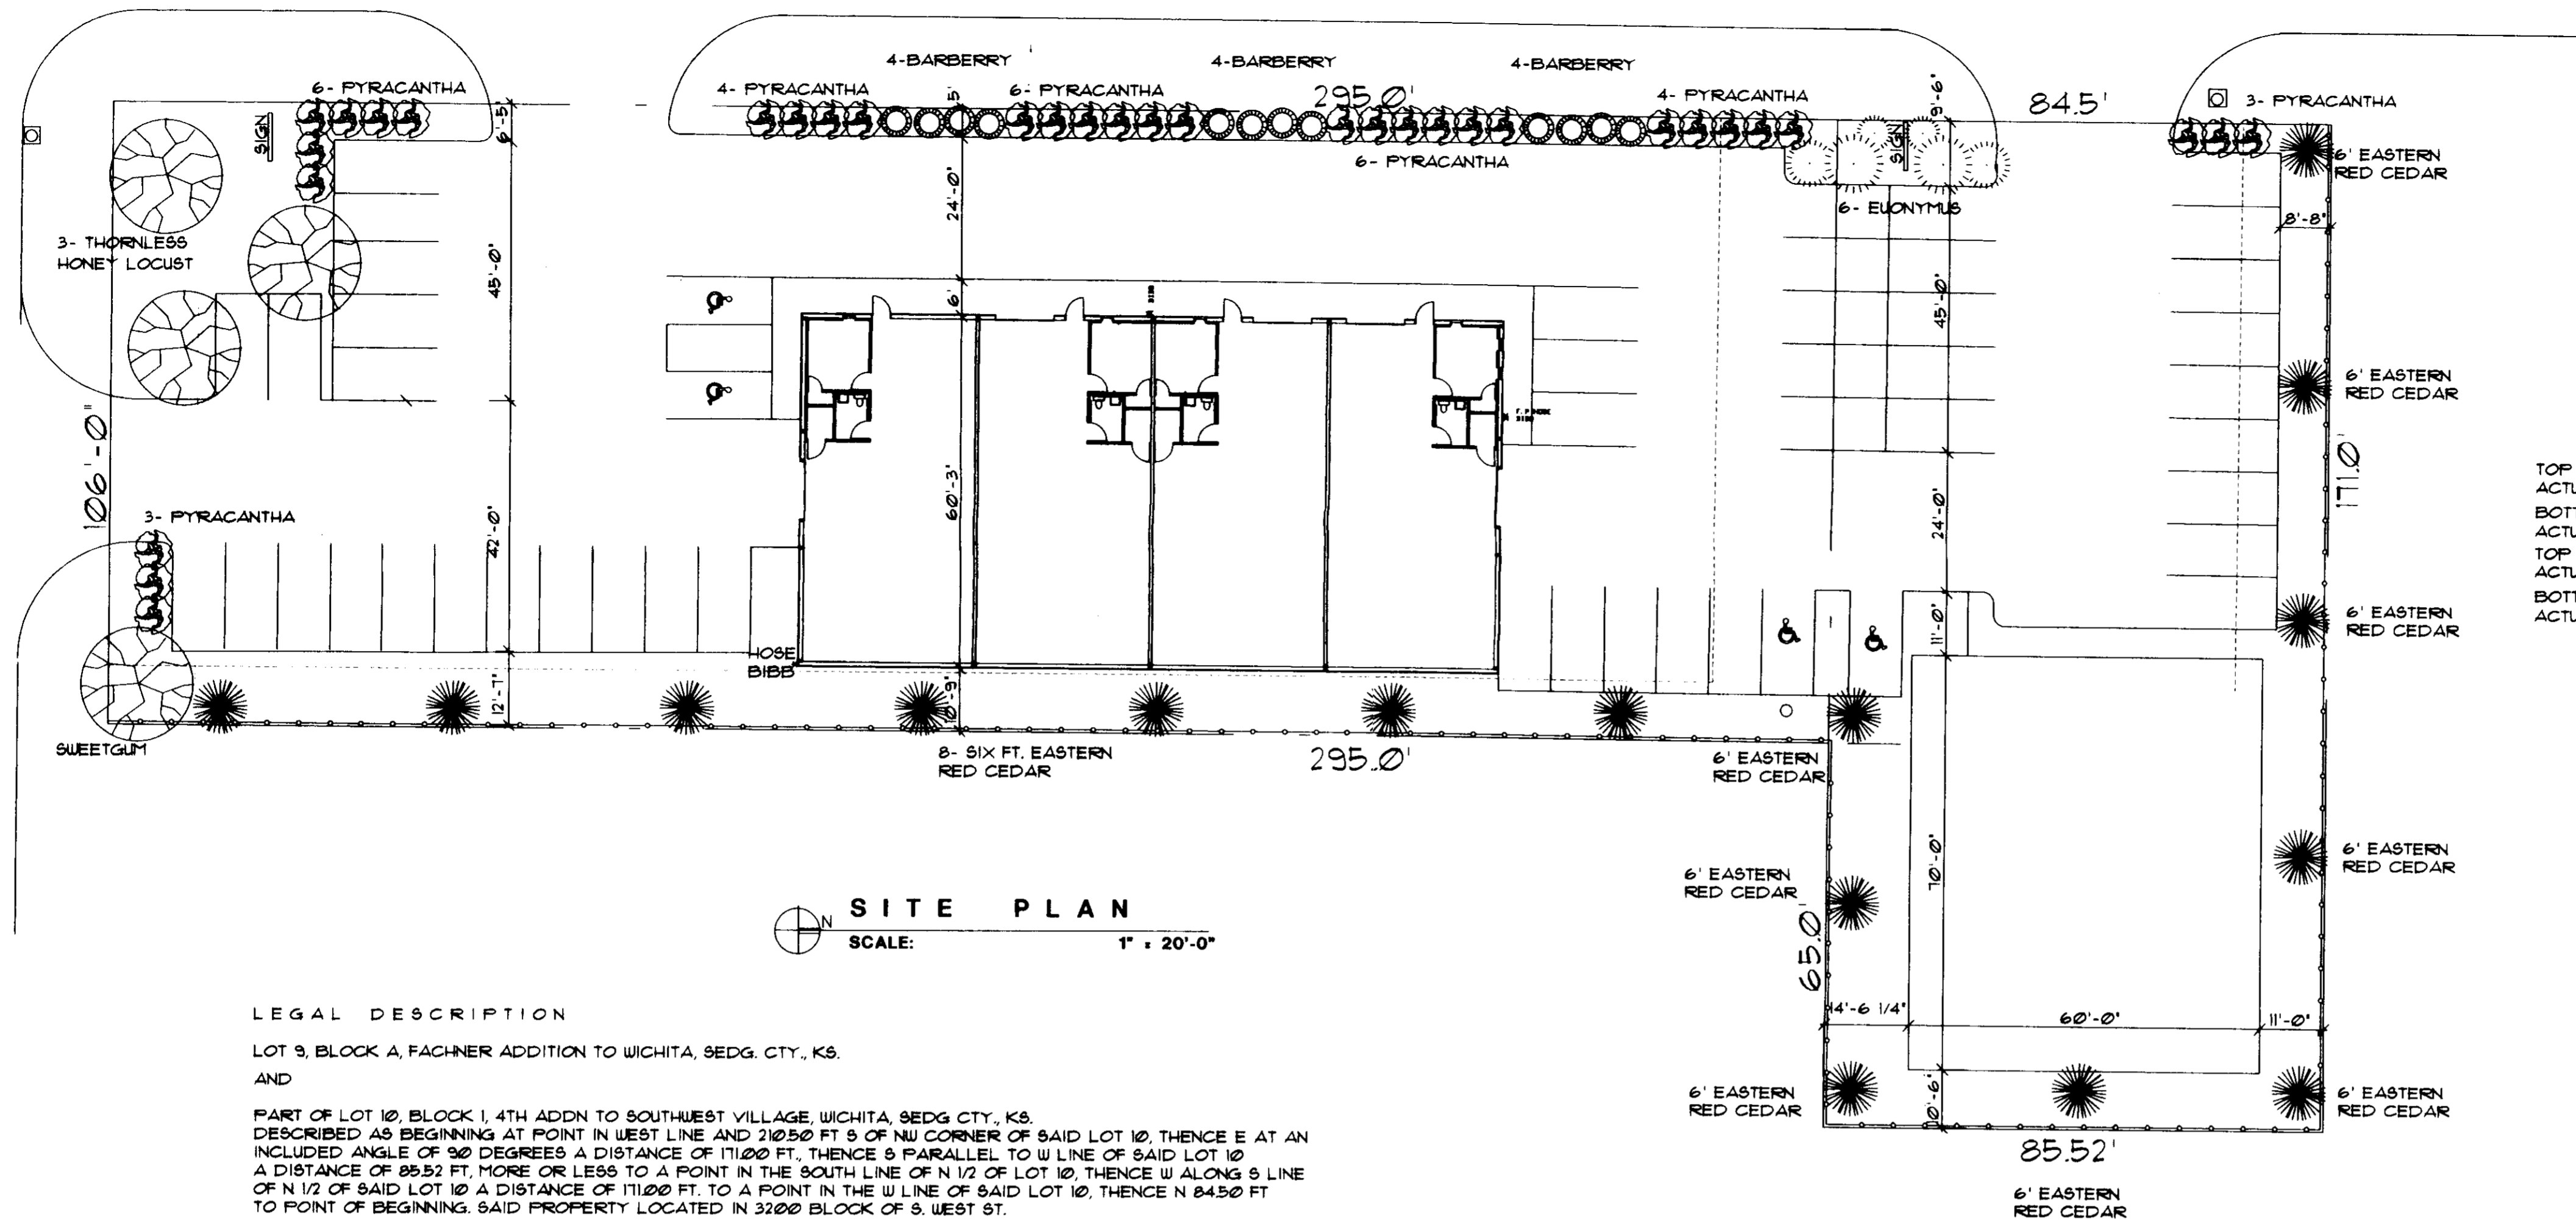 4-BARBERRY
4-BARBERRY
4-BARBERRY
6- PYRACANTHA
4- PYRACANTHA
5'
6- PYRACANTHA
295.0'
4- PYRACANTHA
9'-6"
84.5'
3- PYRACANTHA
SIGN
6'-5"
SIGN
6- PYRACANTHA
6' EASTERN
RED CEDAR
24'-0"
6- EUONYMUS
8'-8"
3- THORNLESS
HONEY LOCUST
45'-0"
6'
45'-0"
6' EASTERN
RED CEDAR
106'-0"
60'-3"
171.0'
TOP
ACTU
BOTT
ACTU
TOP
ACTU
BOTT
ACTU
3- PYRACANTHA
42'-0"
24'-0"
6' EASTERN
RED CEDAR
11'-0"
HOSE
BIBB
12'-7"
10'-9"
SWEETGUM
8- SIX FT. EASTERN
RED CEDAR
295.0'
6' EASTERN
RED CEDAR
6' EASTERN
RED CEDAR
70'-0"
6' EASTERN
RED CEDAR
65.0'
N
SITE PLAN
SCALE: 1" = 20'-0"
14'-6 1/4"
60'-0"
11'-0"
6' EASTERN
RED CEDAR
10'-6"
6' EASTERN
RED CEDAR
85.52'
6' EASTERN
RED CEDAR
LEGAL DESCRIPTION
LOT 9, BLOCK A, FACHNER ADDITION TO WICHITA, SEDG. CTY., KS.
AND
PART OF LOT 10, BLOCK 1, 4TH ADDN TO SOUTHWEST VILLAGE, WICHITA, SEDG CTY., KS.
DESCRIBED AS BEGINNING AT POINT IN WEST LINE AND 210.50 FT S OF NW CORNER OF SAID LOT 10, THENCE E AT AN
INCLUDED ANGLE OF 90 DEGREES A DISTANCE OF 171.00 FT., THENCE S PARALLEL TO W LINE OF SAID LOT 10
A DISTANCE OF 85.52 FT, MORE OR LESS TO A POINT IN THE SOUTH LINE OF N 1/2 OF LOT 10, THENCE W ALONG S LINE
OF N 1/2 OF SAID LOT 10 A DISTANCE OF 171.00 FT. TO A POINT IN THE W LINE OF SAID LOT 10, THENCE N 84.50 FT
TO POINT OF BEGINNING. SAID PROPERTY LOCATED IN 3200 BLOCK OF S. WEST ST.